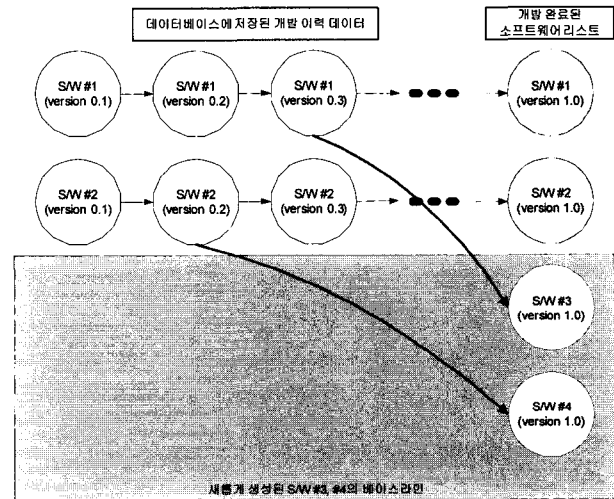 데이터베이스에 저장된 개발 이력 데이터
개발 완료된
소프트웨어리스트
S/W #1
(version 0.1)
S/W #1
(version 0.2)
S/W #1
(version 0.3)
S/W #1
(version 1.0)
S/W #2
(version 0.1)
S/W #2
(version 0.2)
S/W #2
(version 0.3)
S/W #2
(version 1.0)
S/W #3
(version 1.0)
S/W #4
(version 1.0)
새롭게 생성된 S/W #3, #4의 베이스라인